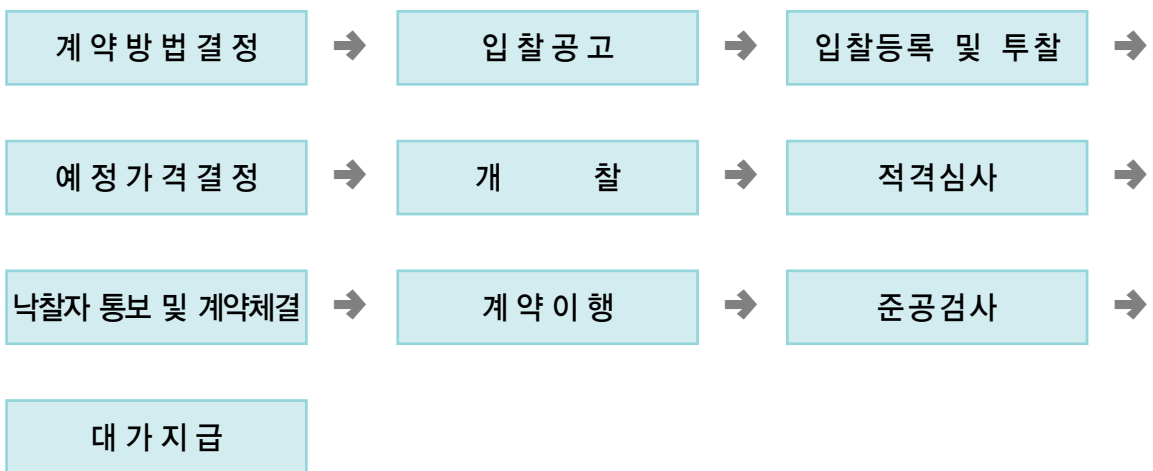 계약방법결정 → 입찰공고 → 입찰등록 및 투찰 →
예정가격결정 → 개 찰 → 적격심사 →
낙찰자 통보 및 계약체결 → 계약이행 → 준공검사 →
대가지급